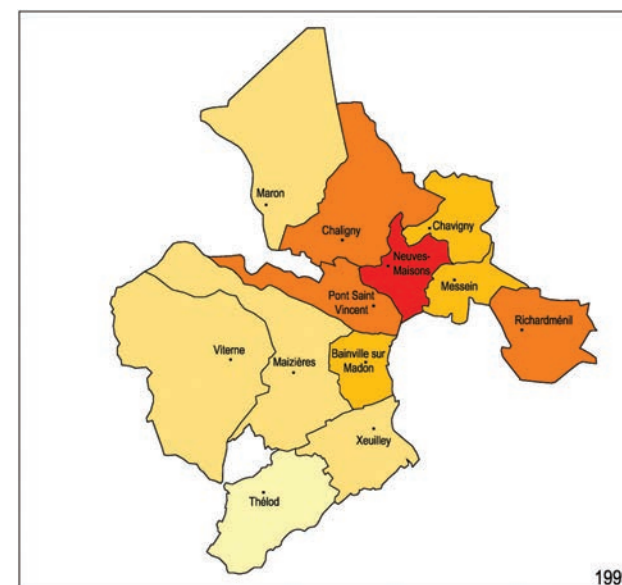 Maron
Chaligny
Chavigny
Neuves-
Maisons
Messein
Pont Saint
Vincent
Richardménil
Viterne
Maizières
Bainville sur
Madon
Xeuilley
Thélod
199